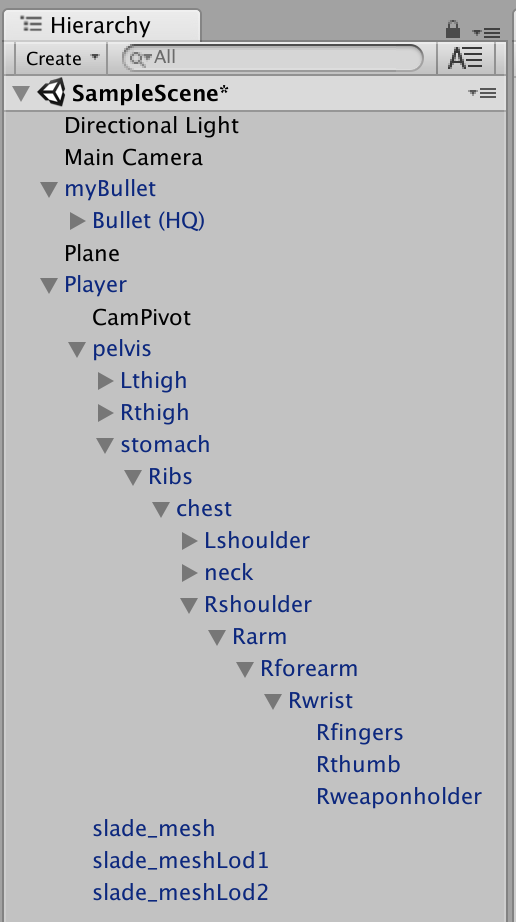 Hierarchy
Create All
SampleScene*
Directional Light
Main Camera
myBullet
Bullet (HQ)
Plane
Player
CamPivot
pelvis
Lthigh
Rthigh
stomach
Ribs
chest
Lshoulder
neck
Rshoulder
Rarm
Rforearm
Rwrist
Rfingers
Rthumb
Rweaponholder
slade_mesh
slade_meshLod1
slade_meshLod2